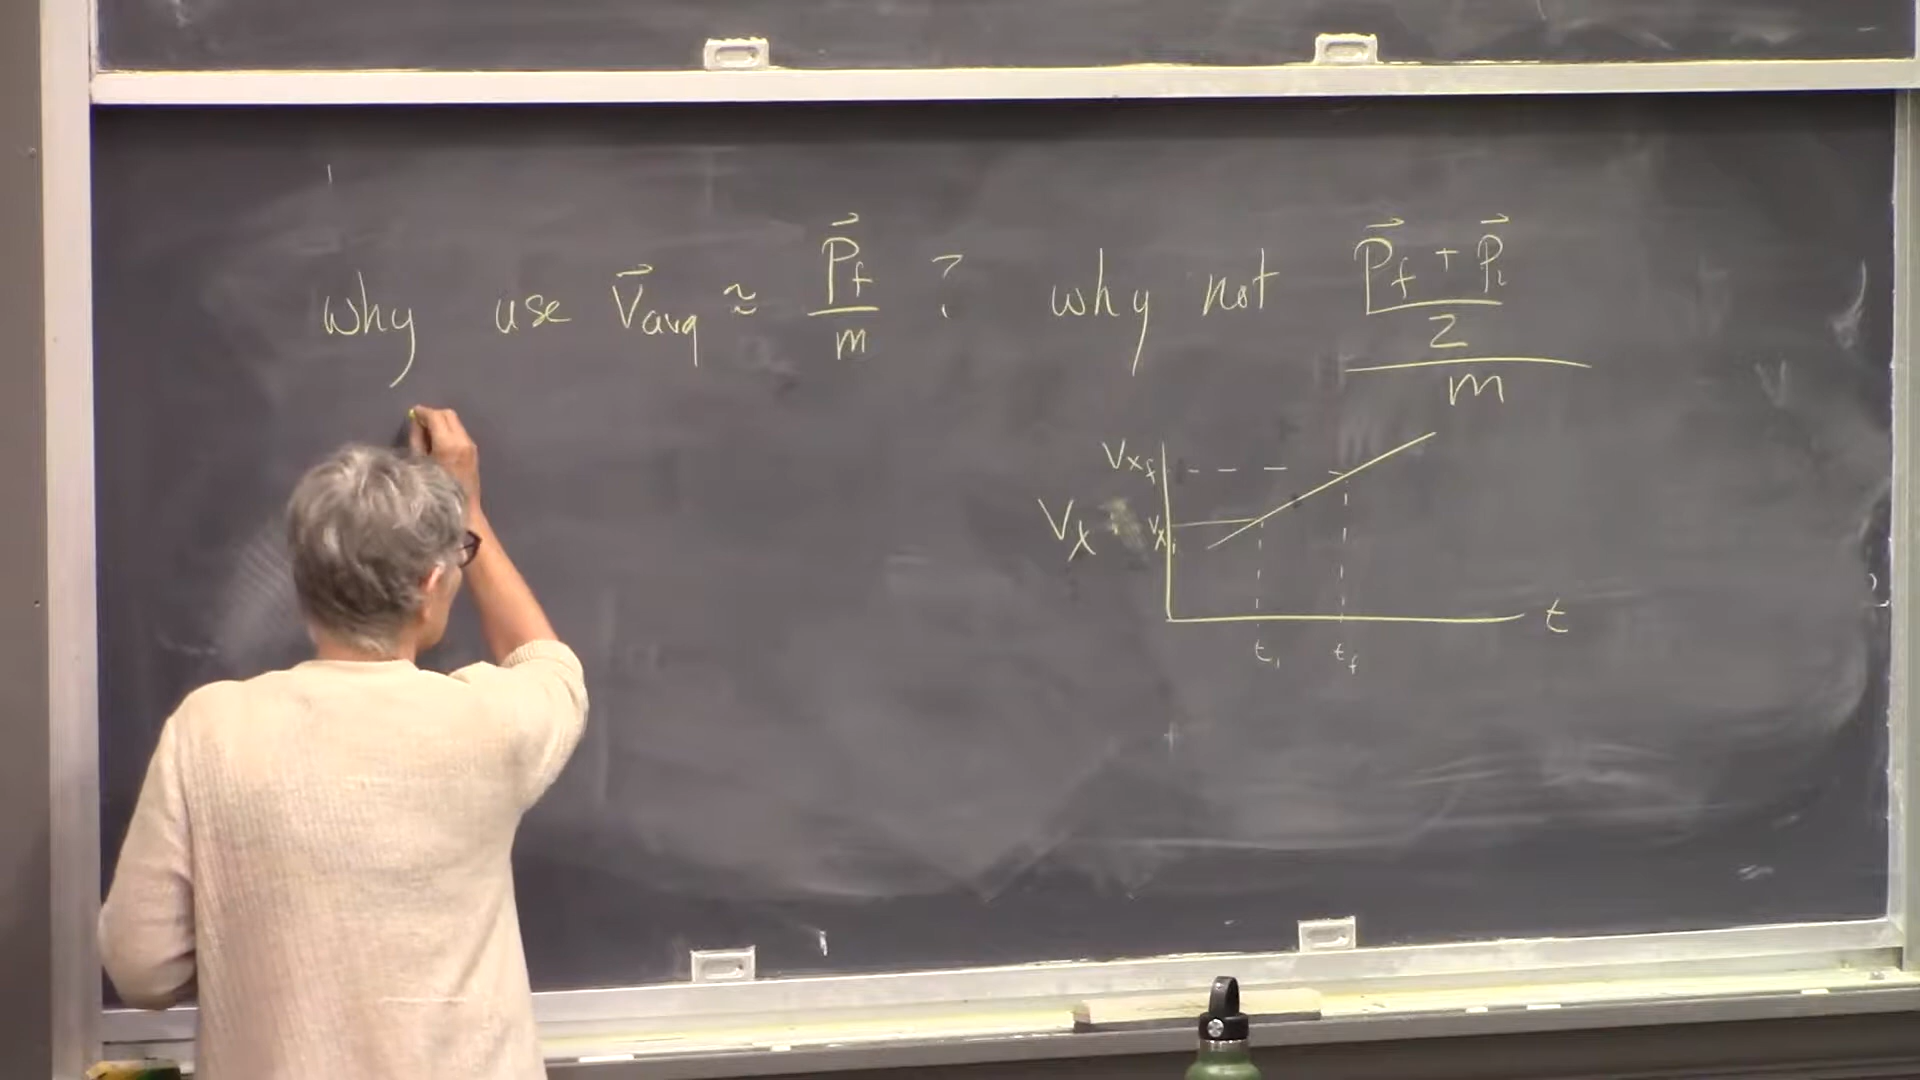 why use v⃗avg ≈ P⃗f/m ? why not ((P⃗f + P⃗i)/2)/m
Vxf
Vx
Vxi
t
ti tf